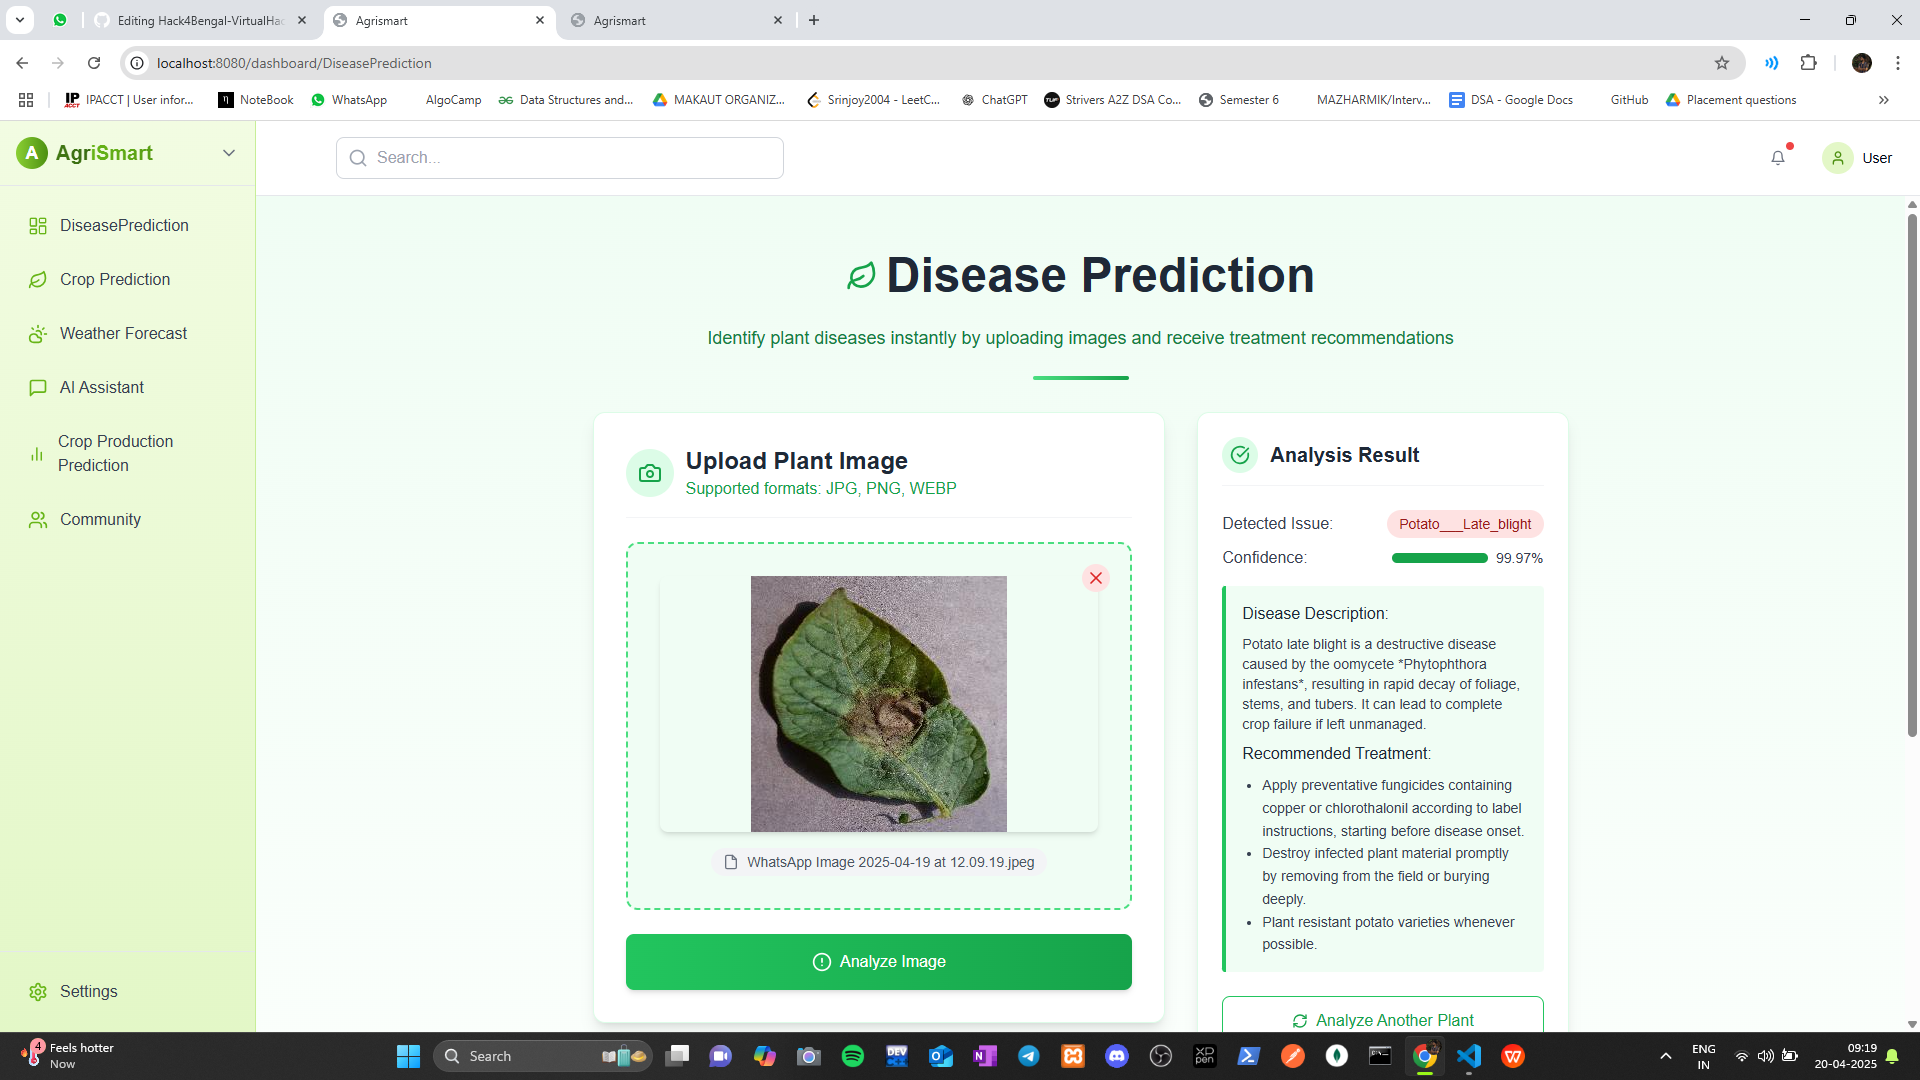 Editing Hack4Bengal-VirtualHac
Agrismart
Agrismart
localhost:8080/dashboard/DiseasePrediction
IPACCT | User infor...
NoteBook
WhatsApp
AlgoCamp
Data Structures and...
MAKAUT ORGANIZ...
Srinjoy2004 - LeetC...
ChatGPT
Strivers A2Z DSA Co...
Semester 6
MAZHARMIK/Interv...
DSA - Google Docs
GitHub
Placement questions
A AgriSmart
Search...
User
DiseasePrediction
Crop Prediction
Weather Forecast
AI Assistant
Crop Production
Prediction
Community
Settings
Disease Prediction
Identify plant diseases instantly by uploading images and receive treatment recommendations
Upload Plant Image
Supported formats: JPG, PNG, WEBP
WhatsApp Image 2025-04-19 at 12.09.19.jpeg
Analyze Image
Analysis Result
Detected Issue: Potato___Late_blight
Confidence: 99.97%
Disease Description:
Potato late blight is a destructive disease
caused by the oomycete *Phytophthora
infestans*, resulting in rapid decay of foliage,
stems, and tubers. It can lead to complete
crop failure if left unmanaged.
Recommended Treatment:
• Apply preventative fungicides containing
copper or chlorothalonil according to label
instructions, starting before disease onset.
• Destroy infected plant material promptly
by removing from the field or burying
deeply.
• Plant resistant potato varieties whenever
possible.
Analyze Another Plant
4
Feels hotter
Now
Search
DEV
XP
pen
ENG
IN
09:19
20-04-2025